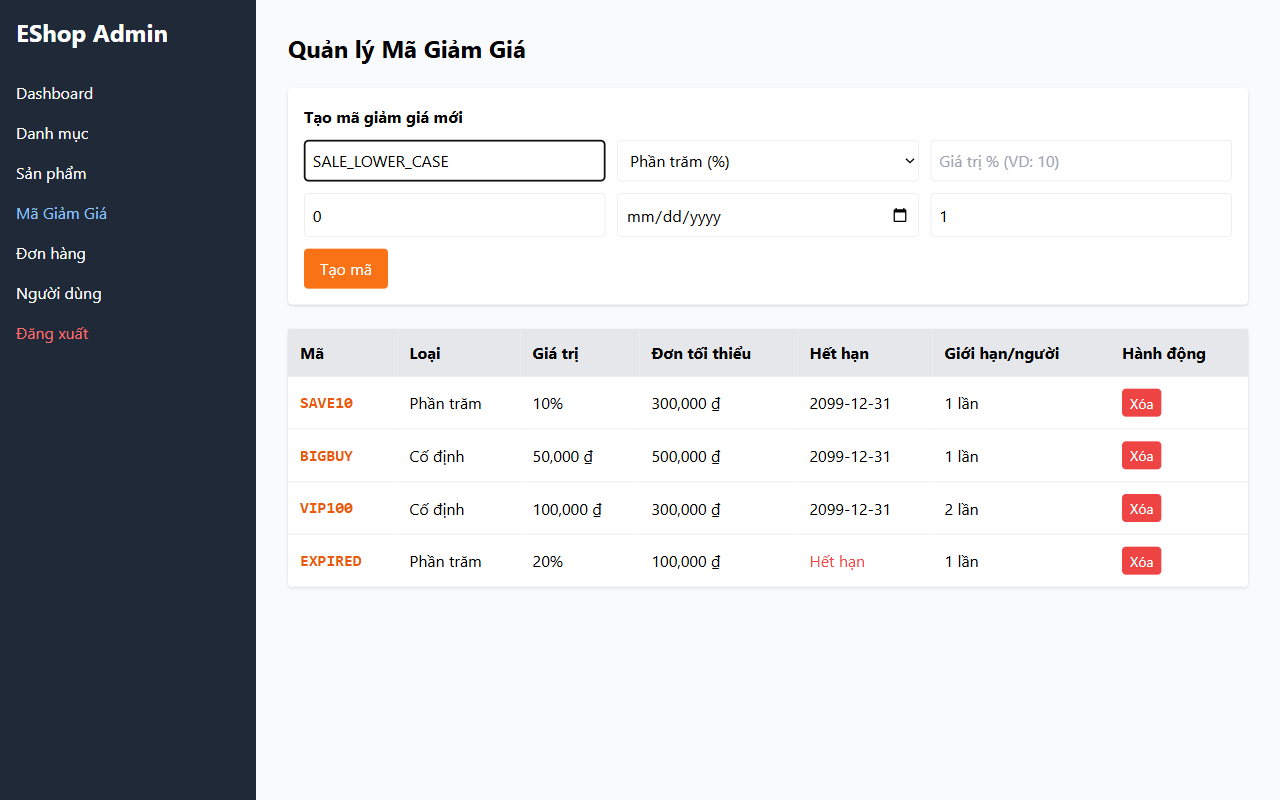 EShop Admin
Dashboard
Danh mục
Sản phẩm
Mã Giảm Giá
Đơn hàng
Người dùng
Đăng xuất
Quản lý Mã Giảm Giá
Tạo mã giảm giá mới
SALE_LOWER_CASE Phần trăm (%) Giá trị % (VD: 10)
0 mm/dd/yyyy 1
Tạo mã
Mã Loại Giá trị Đơn tối thiểu Hết hạn Giới hạn/người Hành động
SAVE10 Phần trăm 10% 300,000 ₫ 2099-12-31 1 lần Xóa
BIGBUY Cố định 50,000 ₫ 500,000 ₫ 2099-12-31 1 lần Xóa
VIP100 Cố định 100,000 ₫ 300,000 ₫ 2099-12-31 2 lần Xóa
EXPIRED Phần trăm 20% 100,000 ₫ Hết hạn 1 lần Xóa